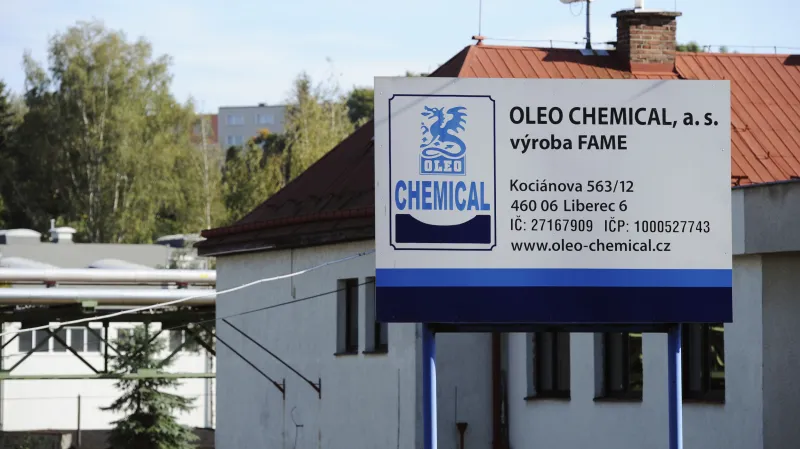 OLEO
CHEMICAL
OLEO CHEMICAL, a. s.
výroba FAME
Kociánova 563/12
460 06 Liberec 6
IČ: 27167909 IČP: 1000527743
www.oleo-chemical.cz